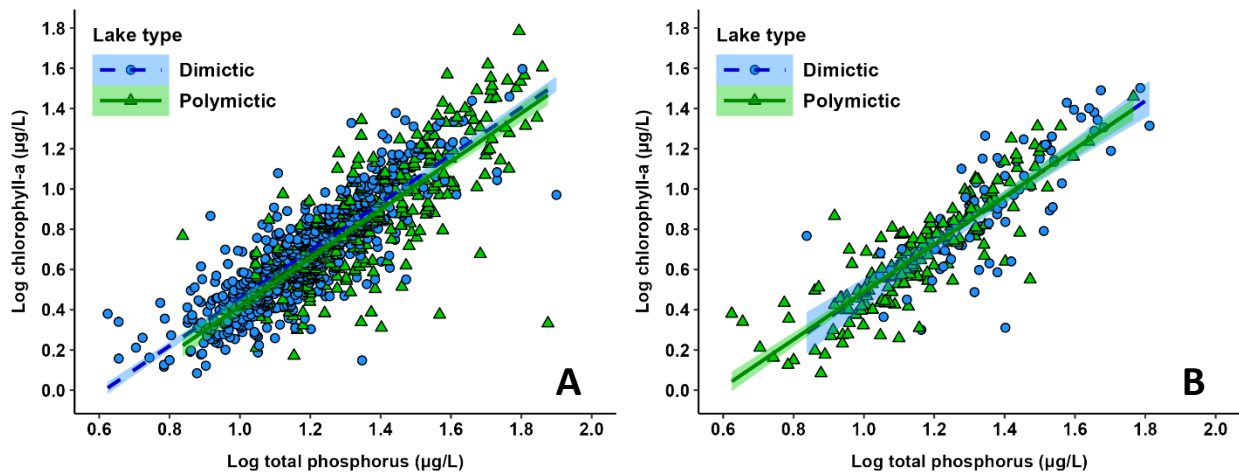 Log chlorophyll-a (µg/L)
1.8
1.6
1.4
1.2
1.0
0.8
0.6
0.4
0.2
0.0
Lake type
Dimictic
Polymictic
A
0.6 0.8 1.0 1.2 1.4 1.6 1.8 2.0
Log total phosphorus (µg/L)
Log chlorophyll-a (µg/L)
1.8
1.6
1.4
1.2
1.0
0.8
0.6
0.4
0.2
0.0
Lake type
Dimictic
Polymictic
B
0.6 0.8 1.0 1.2 1.4 1.6 1.8 2.0
Log total phosphorus (µg/L)